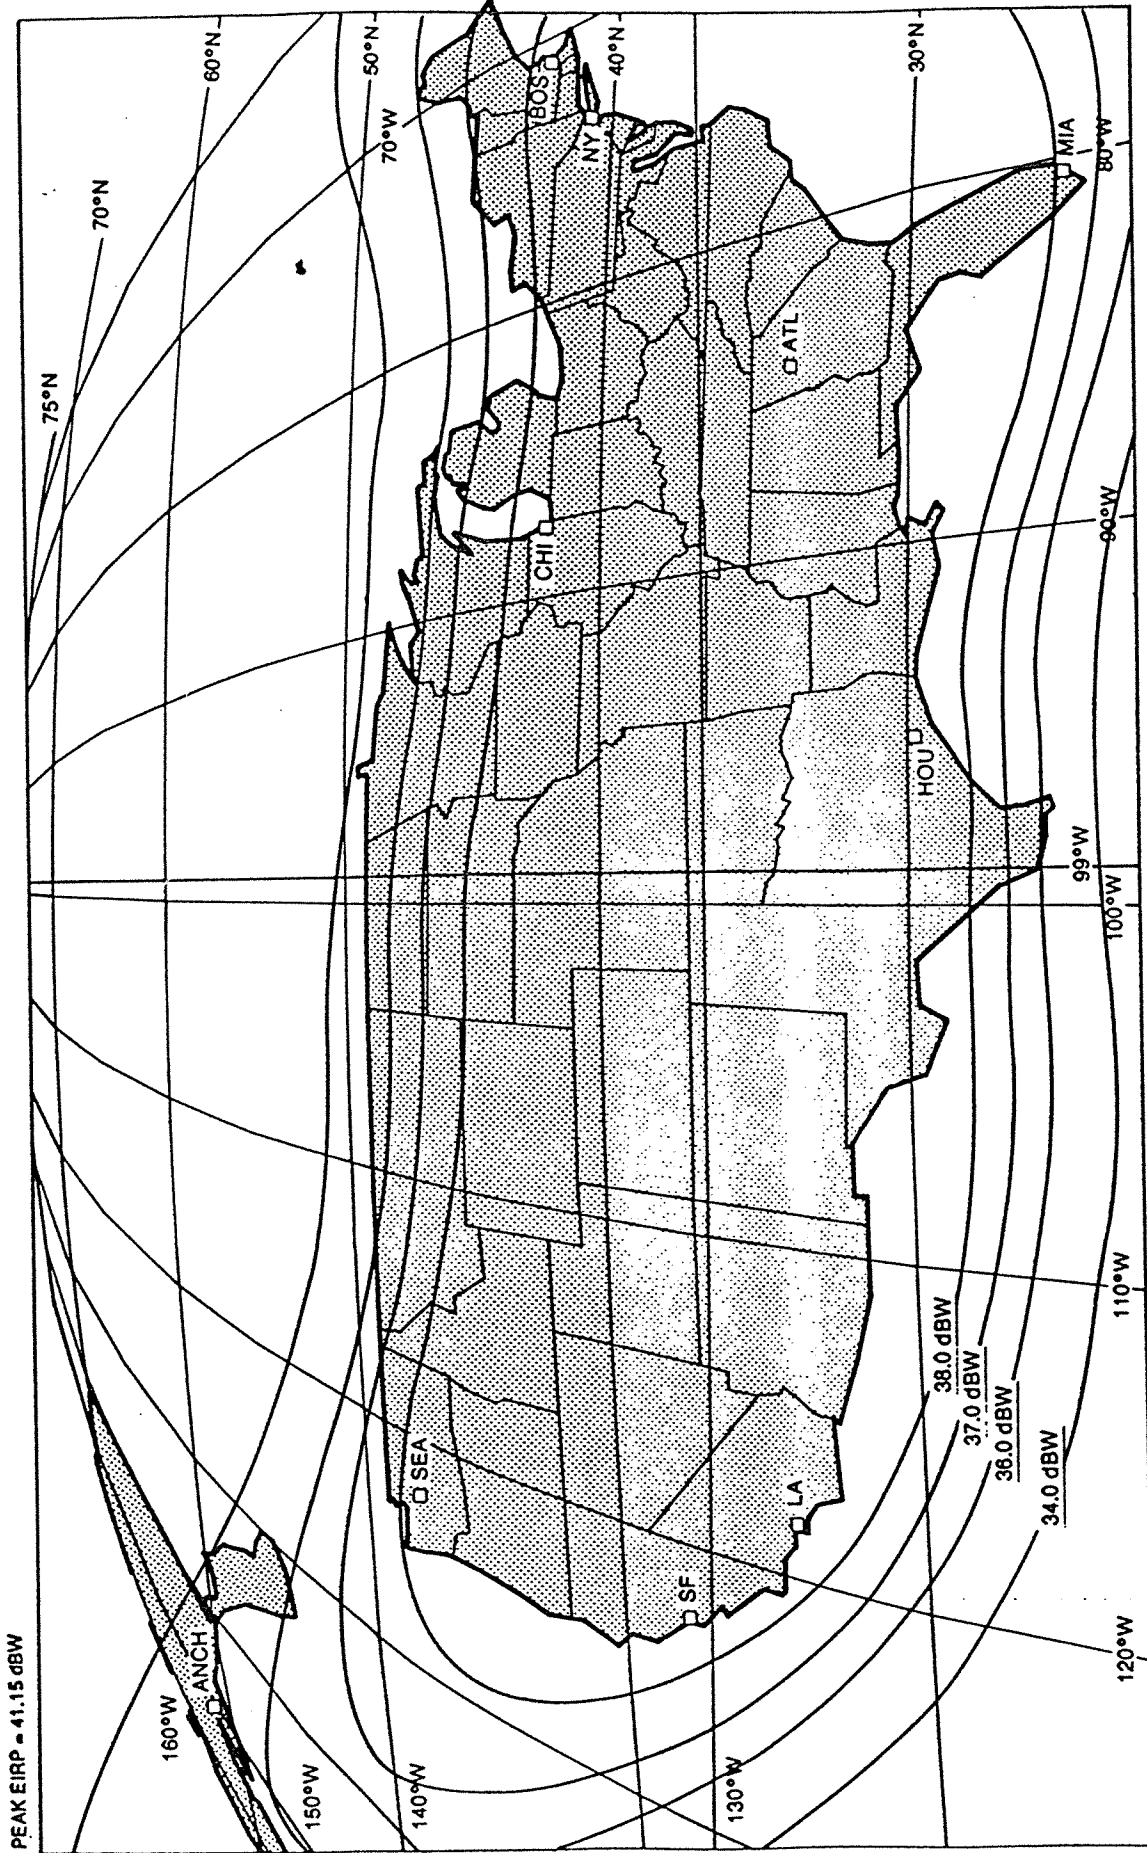 PEAK EIRP = 41.15 dBW
75°N
70°N
60°N
50°N
70°W
40°N
30°N
160°W
ANCH
150°W
140°W
130°W
SEA
SF
LA
CHI
BOS
NY
ATL
HOU
MIA
38.0 dBW
37.0 dBW
36.0 dBW
34.0 dBW
120°W
110°W
100°W
99°W
90°W
80°W